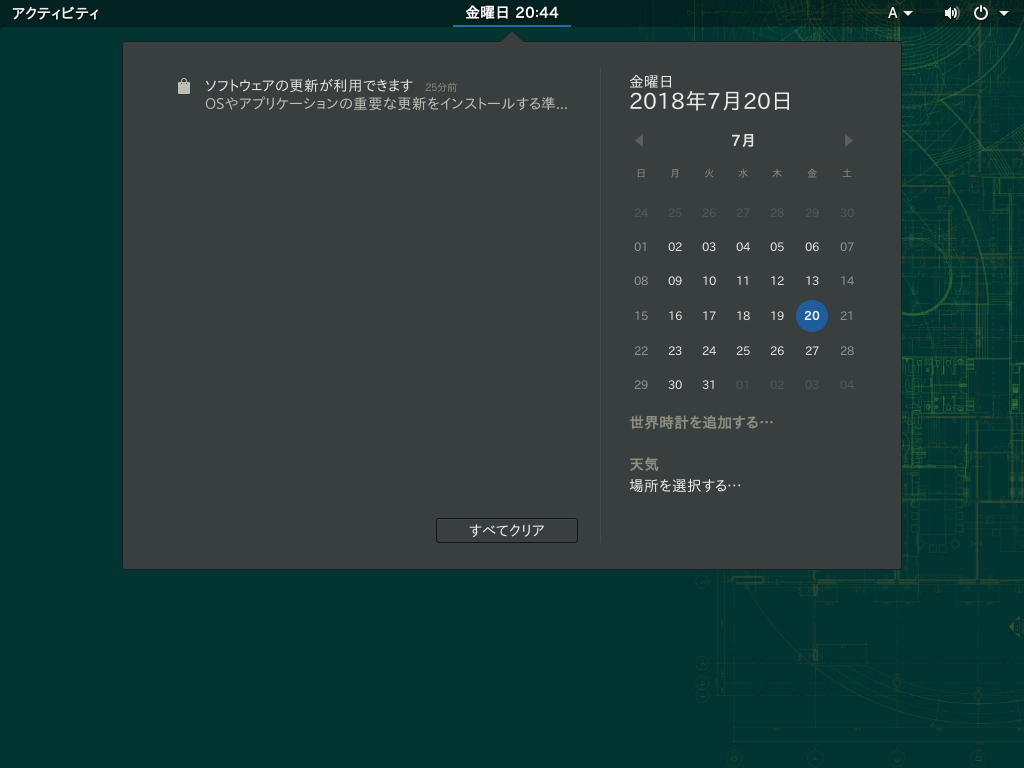 アクティビティ
金曜日 20:44
A
ソフトウェアの更新が利用できます 25分前
OSやアプリケーションの重要な更新をインストールする準...
すべてクリア
金曜日
2018年7月20日
7月
日 月 火 水 木 金 土
24 25 26 27 28 29 30
01 02 03 04 05 06 07
08 09 10 11 12 13 14
15 16 17 18 19 20 21
22 23 24 25 26 27 28
29 30 31 01 02 03 04
世界時計を追加する…
天気
場所を選択する…